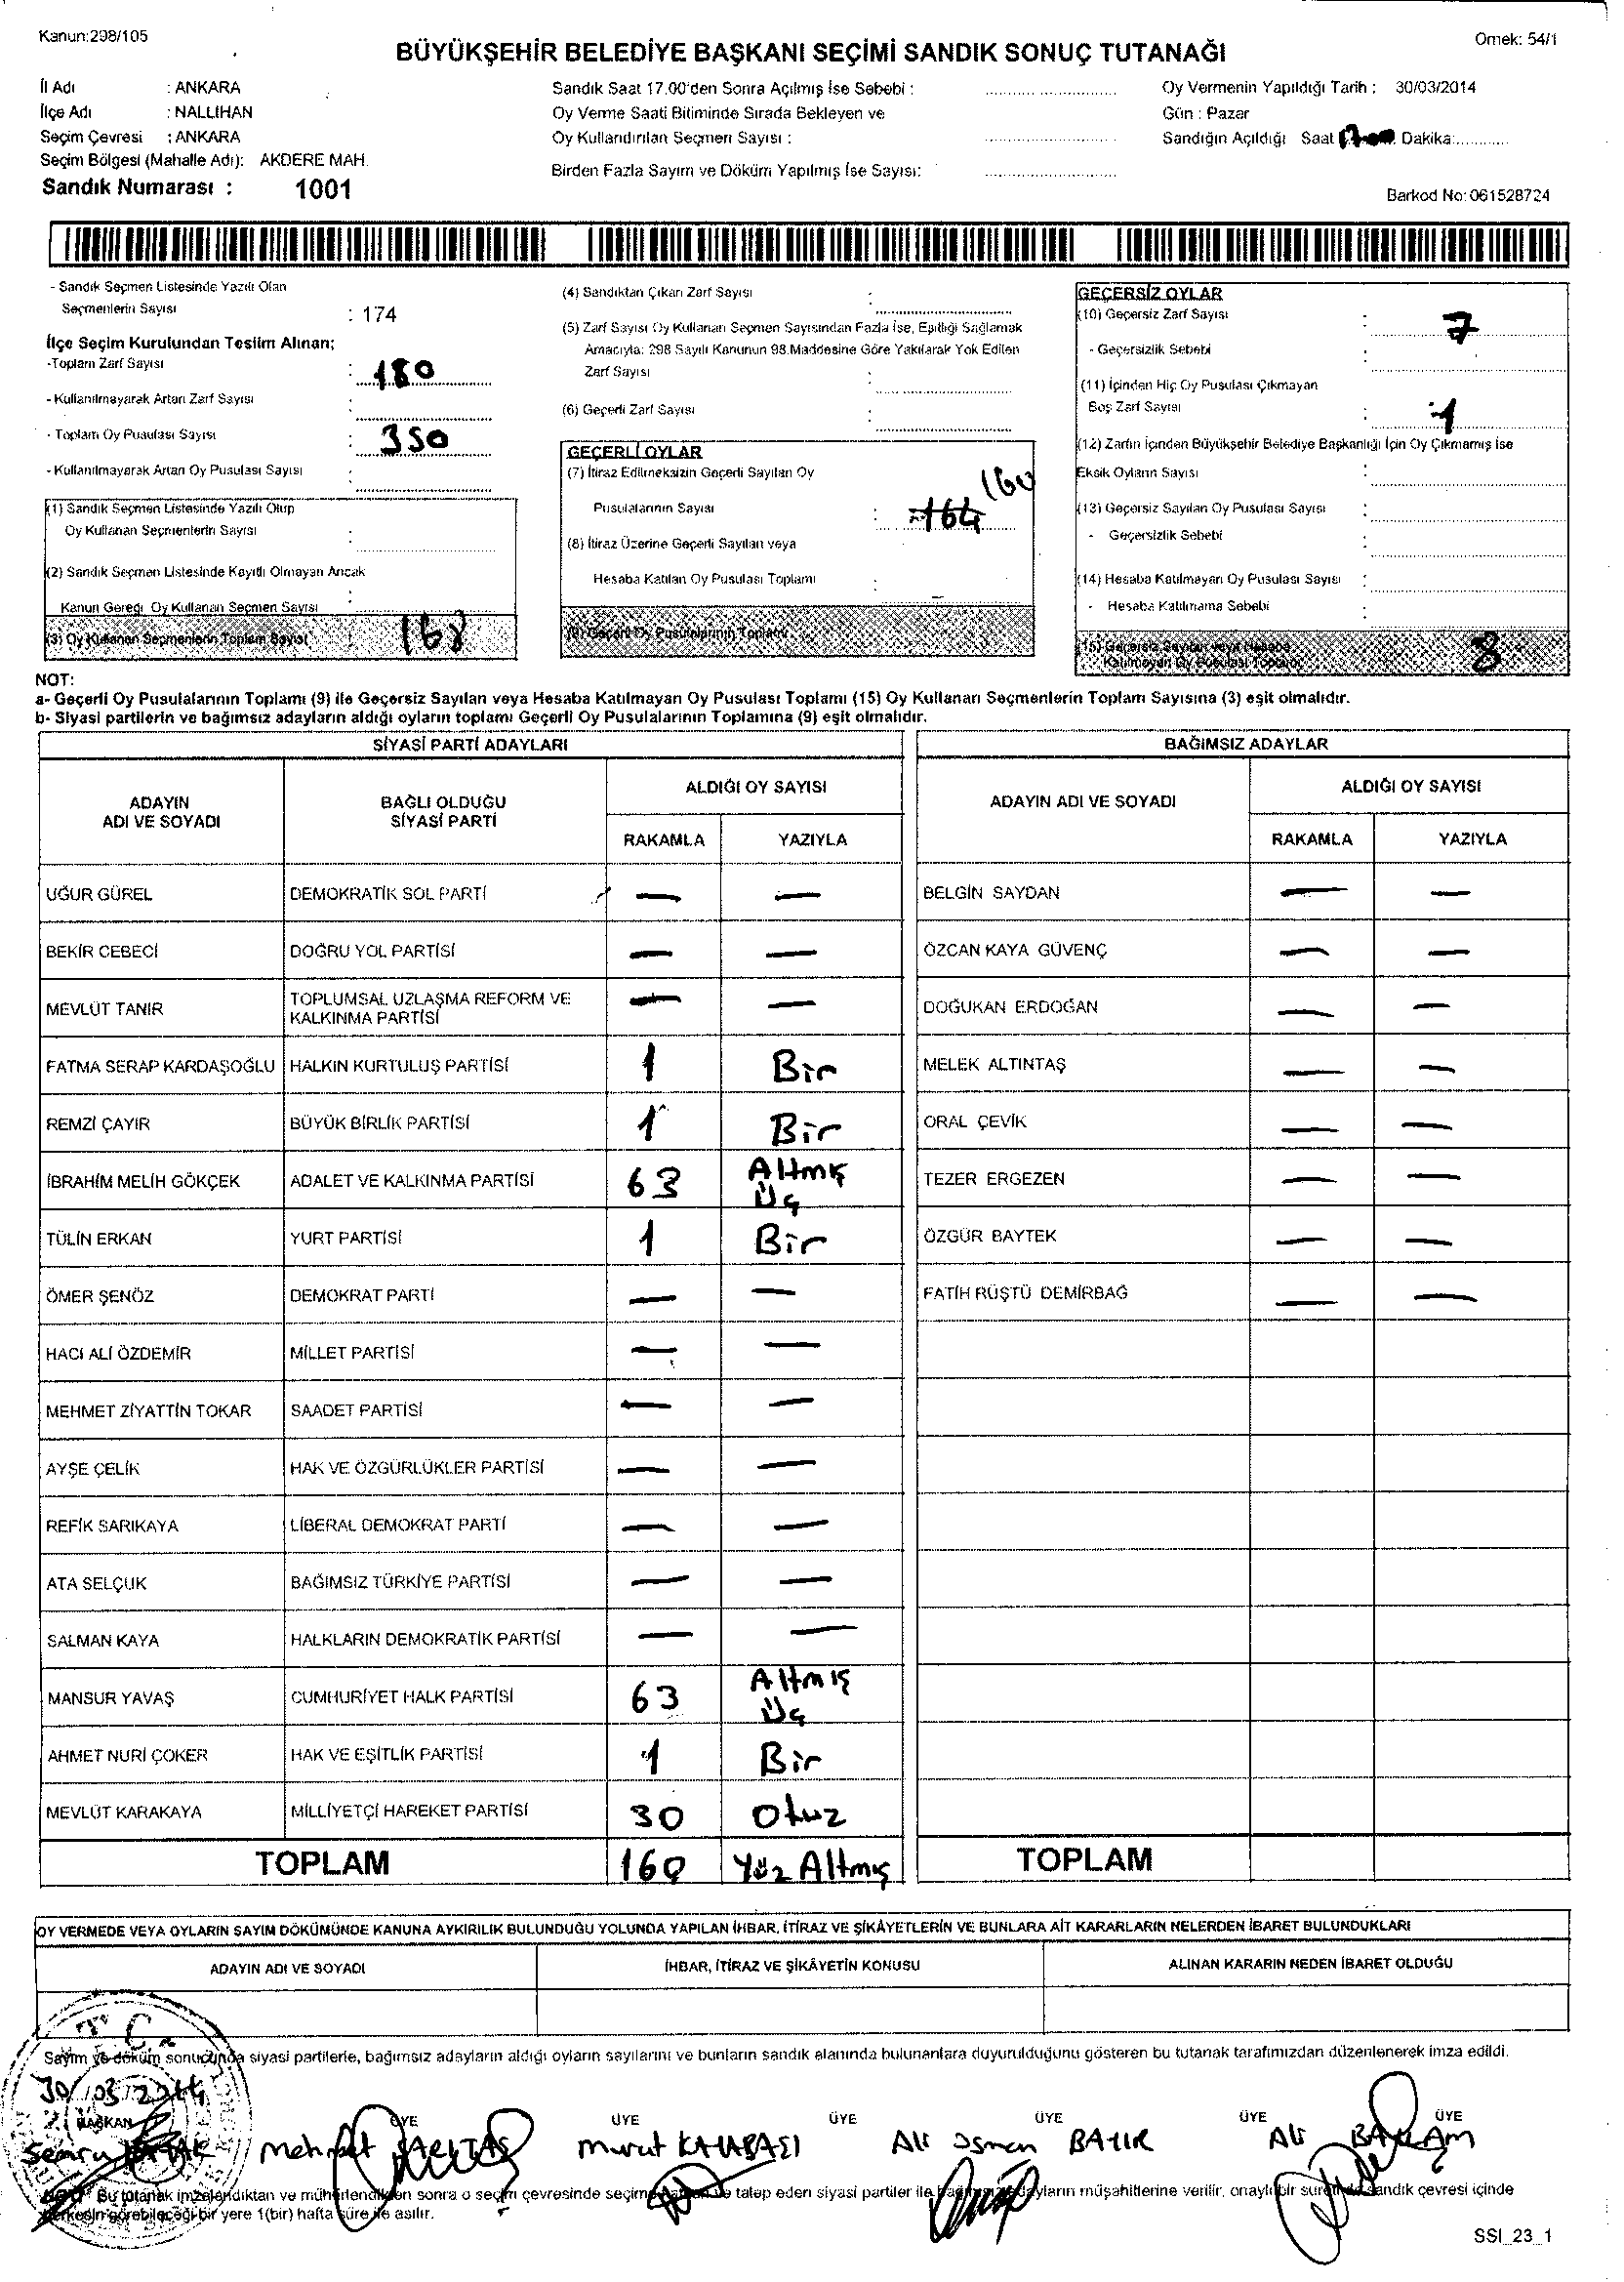 Kanun:298/105
Örnek: 54/1
BÜYÜKŞEHİR BELEDİYE BAŞKANI SEÇİMİ SANDIK SONUÇ TUTANAĞI
İl Adı : ANKARA
İlçe Adı : NALLIHAN
Seçim Çevresi : ANKARA
Seçim Bölgesi (Mahalle Adı): AKDERE MAH.
Sandık Numarası : 1001
Sandık Saat 17.00'den Sonra Açılmış İse Sebebi :
Oy Verme Saati Bitiminde Sırada Bekleyen ve
Oy Kullandırılan Seçmen Sayısı :
Birden Fazla Sayım ve Döküm Yapılmış İse Sayısı:
Oy Vermenin Yapıldığı Tarih : 30/03/2014
Gün : Pazar
Sandığın Açıldığı Saat Dakika:
Barkod No:061528724
- Sandık Seçmen Listesinde Yazılı Olan
Seçmenlerin Sayısı : 174
İlçe Seçim Kurulundan Teslim Alınan;
-Toplam Zarf Sayısı : 180
- Kullanılmayarak Artan Zarf Sayısı :
- Toplam Oy Pusulası Sayısı : 350
- Kullanılmayarak Artan Oy Pusulası Sayısı :
(1) Sandık Seçmen Listesinde Yazılı Olup
Oy Kullanan Seçmenlerin Sayısı :
(2) Sandık Seçmen Listesinde Kayıtlı Olmayan Ancak
Kanun Gereği Oy Kullanan Seçmen Sayısı :
(3) Oy Kullanan Seçmenlerin Toplam Sayısı : 168
(4) Sandıktan Çıkan Zarf Sayısı :
(5) Zarf Sayısı Oy Kullanan Seçmen Sayısından Fazla İse, Eşitliği Sağlamak
Amacıyla: 298 Sayılı Kanunun 98.Maddesine Göre Yakılarak Yok Edilen
Zarf Sayısı :
(6) Geçerli Zarf Sayısı :
GEÇERLİ OYLAR
(7) İtiraz Edilmeksizin Geçerli Sayılan Oy
Pusulalarının Sayısı : 164 160
(8) İtiraz Üzerine Geçerli Sayılan veya
Hesaba Katılan Oy Pusulası Toplamı : –
(9) Geçerli Oy Pusulalarının Toplamı
GEÇERSİZ OYLAR
(10) Geçersiz Zarf Sayısı : 7
- Geçersizlik Sebebi :
(11) İçinden Hiç Oy Pusulası Çıkmayan
Boş Zarf Sayısı : 1
(12) Zarfın İçinden Büyükşehir Belediye Başkanlığı İçin Oy Çıkmamış İse
Eksik Oyların Sayısı :
(13) Geçersiz Sayılan Oy Pusulası Sayısı :
- Geçersizlik Sebebi :
(14) Hesaba Katılmayan Oy Pusulası Sayısı :
- Hesaba Katılmama Sebebi :
(15) Geçersiz Sayılan veya Hesaba
Katılmayan Oy Pusulası Toplamı 8
NOT:
a- Geçerli Oy Pusulalarının Toplamı (9) ile Geçersiz Sayılan veya Hesaba Katılmayan Oy Pusulası Toplamı (15) Oy Kullanan Seçmenlerin Toplam Sayısına (3) eşit olmalıdır.
b- Siyasi partilerin ve bağımsız adayların aldığı oyların toplamı Geçerli Oy Pusulalarının Toplamına (9) eşit olmalıdır.
SİYASİ PARTİ ADAYLARI
ADAYIN ADI VE SOYADI
BAĞLI OLDUĞU SİYASİ PARTİ
ALDIĞI OY SAYISI
RAKAMLA YAZIYLA
UĞUR GÜREL DEMOKRATİK SOL PARTİ — —
BEKİR CEBECİ DOĞRU YOL PARTİSİ — —
MEVLÜT TANIR TOPLUMSAL UZLAŞMA REFORM VE KALKINMA PARTİSİ — —
FATMA SERAP KARDAŞOĞLU HALKIN KURTULUŞ PARTİSİ 1 Bir
REMZİ ÇAYIR BÜYÜK BİRLİK PARTİSİ 1 Bir
İBRAHİM MELİH GÖKÇEK ADALET VE KALKINMA PARTİSİ 63 Altmış Üç
TÜLİN ERKAN YURT PARTİSİ 1 Bir
ÖMER ŞENÖZ DEMOKRAT PARTİ — —
HACI ALİ ÖZDEMİR MİLLET PARTİSİ — —
MEHMET ZİYATTİN TOKAR SAADET PARTİSİ — —
AYŞE ÇELİK HAK VE ÖZGÜRLÜKLER PARTİSİ — —
REFİK SARIKAYA LİBERAL DEMOKRAT PARTİ — —
ATA SELÇUK BAĞIMSIZ TÜRKİYE PARTİSİ — —
SALMAN KAYA HALKLARIN DEMOKRATİK PARTİSİ — —
MANSUR YAVAŞ CUMHURİYET HALK PARTİSİ 63 Altmış Üç
AHMET NURİ ÇOKER HAK VE EŞİTLİK PARTİSİ 1 Bir
MEVLÜT KARAKAYA MİLLİYETÇİ HAREKET PARTİSİ 30 Otuz
TOPLAM 160 Yüz Altmış
BAĞIMSIZ ADAYLAR
ADAYIN ADI VE SOYADI
ALDIĞI OY SAYISI
RAKAMLA YAZIYLA
BELGİN SAYDAN — —
ÖZCAN KAYA GÜVENÇ — —
DOĞUKAN ERDOĞAN — —
MELEK ALTINTAŞ — —
ORAL ÇEVİK — —
TEZER ERGEZEN — —
ÖZGÜR BAYTEK — —
FATİH RÜŞTÜ DEMİRBAĞ — —
TOPLAM
OY VERMEDE VEYA OYLARIN SAYIM DÖKÜMÜNDE KANUNA AYKIRILIK BULUNDUĞU YOLUNDA YAPILAN İHBAR, İTİRAZ VE ŞİKÂYETLERİN VE BUNLARA AİT KARARLARIN NELERDEN İBARET BULUNDUKLARI
ADAYIN ADI VE SOYADI
İHBAR, İTİRAZ VE ŞİKÂYETİN KONUSU
ALINAN KARARIN NEDEN İBARET OLDUĞU
T.C.
Sayım ve döküm sonucunda siyasi partilerle, bağımsız adayların aldığı oyların sayılarını ve bunların sandık alanında bulunanlara duyurulduğunu gösteren bu tutanak tarafımızdan düzenlenerek imza edildi.
30/03/2014
BAŞKAN ÜYE ÜYE ÜYE ÜYE ÜYE ÜYE
Mehmet SARITAŞ
Murat
Ali Osman BATIR
Ali BAYRAM
Bu tutanak imzalandıktan ve mühürlendikten sonra o seçim çevresinde seçime katılan ve talep eden siyasi partiler ile bağımsız adayların müşahitlerine verilir, onaylı bir sureti de sandık çevresi içinde
herkesin görebileceği bir yere 1(bir) hafta süre ile asılır.
SSI_23_1